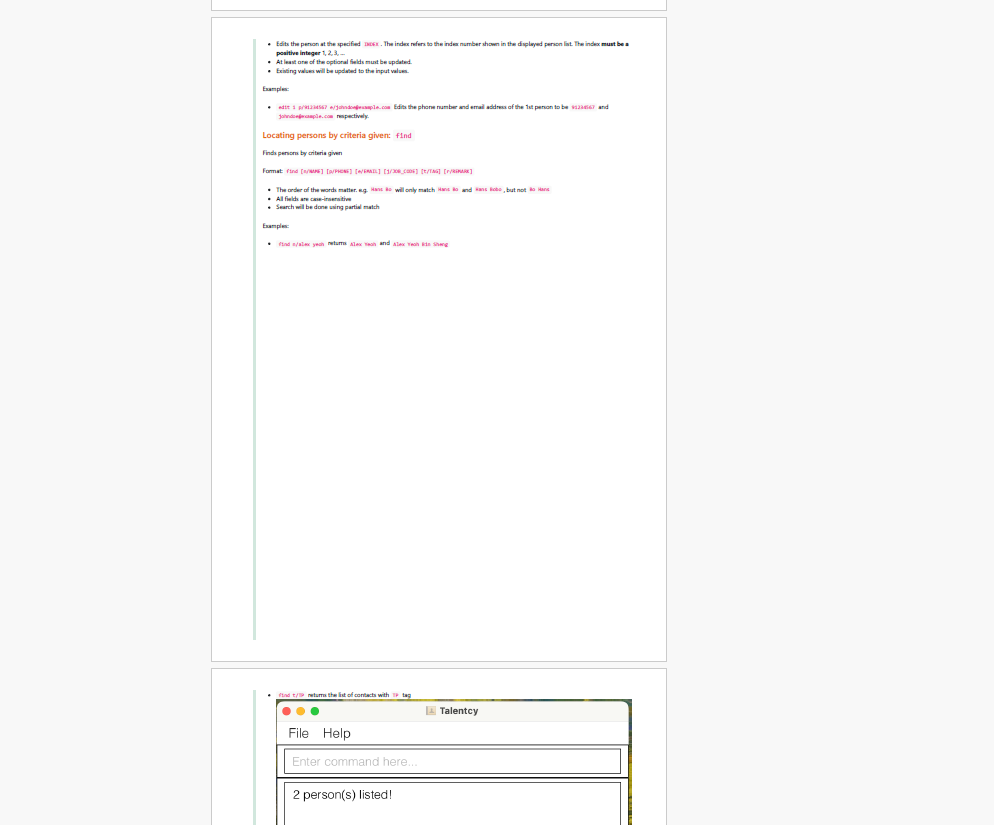 Edits the person at the specified INDEX . The index refers to the index number shown in the displayed person list. The index must be a
positive integer 1, 2, 3, ...
At least one of the optional fields must be updated.
Existing values will be updated to the input values.
Examples:
edit 1 p/91234567 e/johndoe@example.com Edits the phone number and email address of the 1st person to be 91234567 and
johndoe@example.com respectively.
Locating persons by criteria given: find
Finds persons by criteria given
Format: find [n/NAME] [p/PHONE] [e/EMAIL] [j/JOB_CODE] [t/TAG] [r/REMARK]
The order of the words matter. e.g. Hans Bo will only match Hans Bo and Hans Bobo , but not Bo Hans
All fields are case-insensitive
Search will be done using partial match
Examples:
find n/alex yeoh returns Alex Yeoh and Alex Yeoh Bin Sheng
find t/TP returns the list of contacts with TP tag
Talentcy
File Help
Enter command here...
2 person(s) listed!